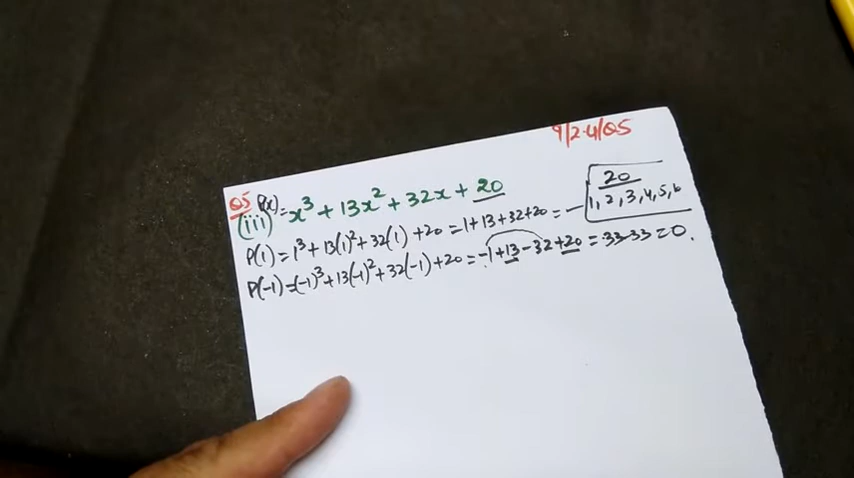 9/2.4/Q5
Q5 P(x)
(iii) = x³ + 13x² + 32x + 20
20
1, 2, 3, 4, 5, 6
P(1) = 1³ + 13(1)² + 32(1) + 20 = 1 + 13 + 32 + 20 = —
P(-1) = (-1)³ + 13(-1)² + 32(-1) + 20 = -1 + 13 - 32 + 20 = 33 - 33 = 0.